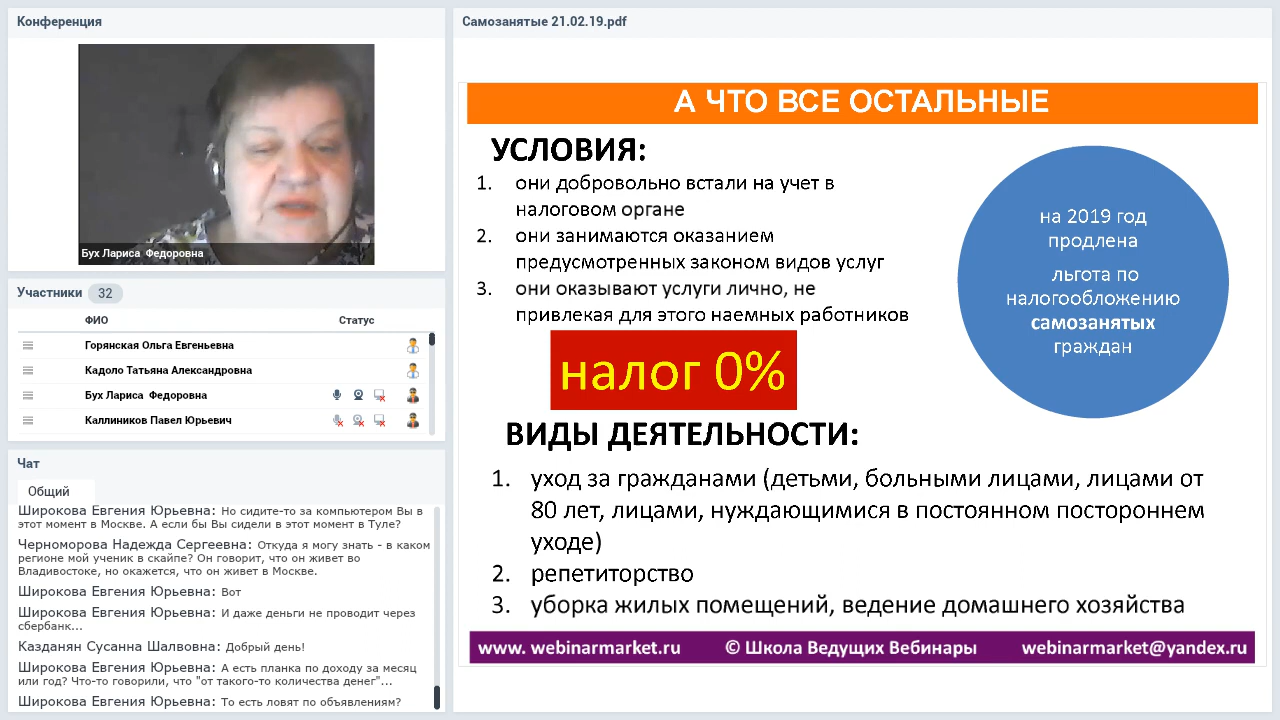 Конференция
Бух Лариса  Федоровна
Участники 32
ФИО Статус
Горянская Ольга Евгеньевна
Кадоло Татьяна Александровна
Бух Лариса  Федоровна
Каллиников Павел Юрьевич
Чат
Общий
Широкова Евгения Юрьевна: Но сидите-то за компьютером Вы в
этот момент в Москве. А если бы Вы сидели в этот момент в Туле?
Черноморова Надежда Сергеевна: Откуда я могу знать - в каком
регионе мой ученик в скайпе? Он говорит, что он живет во
Владивостоке, но окажется, что он живет в Москве.
Широкова Евгения Юрьевна: Вот
Широкова Евгения Юрьевна: И даже деньги не проводит через
сбербанк...
Казданян Сусанна Шалвовна: Добрый день!
Широкова Евгения Юрьевна: А есть планка по доходу за месяц
или год? Что-то говорили, что "от такого-то количества денег"...
Широкова Евгения Юрьевна: То есть ловят по объявлениям?
Самозанятые 21.02.19.pdf
А ЧТО ВСЕ ОСТАЛЬНЫЕ
УСЛОВИЯ:
1. они добровольно встали на учет в
налоговом органе
2. они занимаются оказанием
предусмотренных законом видов услуг
3. они оказывают услуги лично, не
привлекая для этого наемных работников
налог 0%
на 2019 год
продлена
льгота по
налогообложению
самозанятых
граждан
ВИДЫ ДЕЯТЕЛЬНОСТИ:
1. уход за гражданами (детьми, больными лицами, лицами от
80 лет, лицами, нуждающимися в постоянном постороннем
уходе)
2. репетиторство
3. уборка жилых помещений, ведение домашнего хозяйства
www. webinarmarket.ru © Школа Ведущих Вебинары webinarmarket@yandex.ru